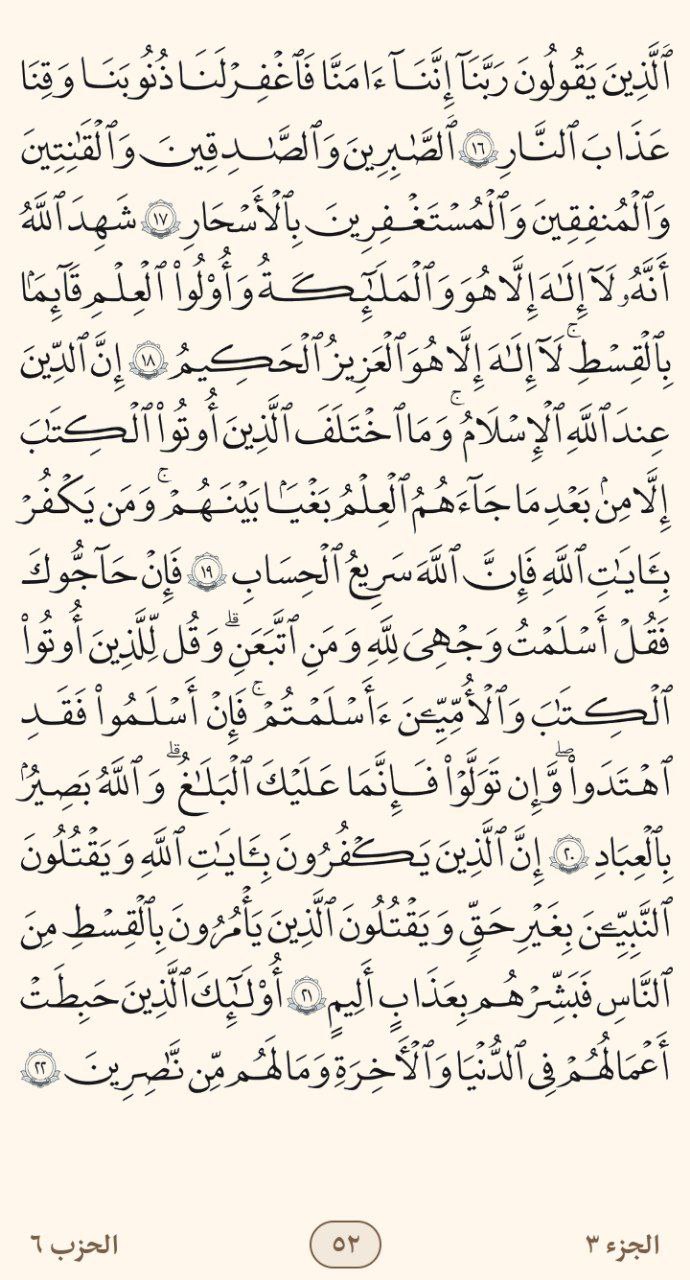 ٱلَّذِينَ يَقُولُونَ رَبَّنَآ إِنَّنَآ ءَامَنَّا فَٱغْفِرْ لَنَا ذُنُوبَنَا وَقِنَا
عَذَابَ ٱلنَّارِ ١٦ ٱلصَّٰبِرِينَ وَٱلصَّٰدِقِينَ وَٱلْقَٰنِتِينَ
وَٱلْمُنفِقِينَ وَٱلْمُسْتَغْفِرِينَ بِٱلْأَسْحَارِ ١٧ شَهِدَ ٱللَّهُ
أَنَّهُۥ لَآ إِلَٰهَ إِلَّا هُوَ وَٱلْمَلَٰٓئِكَةُ وَأُو۟لُوا۟ ٱلْعِلْمِ قَآئِمَۢا
بِٱلْقِسْطِ ۚ لَآ إِلَٰهَ إِلَّا هُوَ ٱلْعَزِيزُ ٱلْحَكِيمُ ١٨ إِنَّ ٱلدِّينَ
عِندَ ٱللَّهِ ٱلْإِسْلَٰمُ ۗ وَمَا ٱخْتَلَفَ ٱلَّذِينَ أُوتُوا۟ ٱلْكِتَٰبَ
إِلَّا مِنۢ بَعْدِ مَا جَآءَهُمُ ٱلْعِلْمُ بَغْيَۢا بَيْنَهُمْ ۗ وَمَن يَكْفُرْ
بِـَٔايَٰتِ ٱللَّهِ فَإِنَّ ٱللَّهَ سَرِيعُ ٱلْحِسَابِ ١٩ فَإِنْ حَآجُّوكَ
فَقُلْ أَسْلَمْتُ وَجْهِىَ لِلَّهِ وَمَنِ ٱتَّبَعَنِ ۗ وَقُل لِّلَّذِينَ أُوتُوا۟
ٱلْكِتَٰبَ وَٱلْأُمِّيِّـۧنَ ءَأَسْلَمْتُمْ ۚ فَإِنْ أَسْلَمُوا۟ فَقَدِ
ٱهْتَدَوا۟ ۖ وَّإِن تَوَلَّوْا۟ فَإِنَّمَا عَلَيْكَ ٱلْبَلَٰغُ ۗ وَٱللَّهُ بَصِيرٌۢ
بِٱلْعِبَادِ ٢٠ إِنَّ ٱلَّذِينَ يَكْفُرُونَ بِـَٔايَٰتِ ٱللَّهِ وَيَقْتُلُونَ
ٱلنَّبِيِّـۧنَ بِغَيْرِ حَقٍّ وَيَقْتُلُونَ ٱلَّذِينَ يَأْمُرُونَ بِٱلْقِسْطِ مِنَ
ٱلنَّاسِ فَبَشِّرْهُم بِعَذَابٍ أَلِيمٍ ٢١ أُو۟لَٰٓئِكَ ٱلَّذِينَ حَبِطَتْ
أَعْمَٰلُهُمْ فِى ٱلدُّنْيَا وَٱلْـَٔاخِرَةِ وَمَا لَهُم مِّن نَّٰصِرِينَ ٢٢
الجزء ٣
٥٢
الحزب ٦